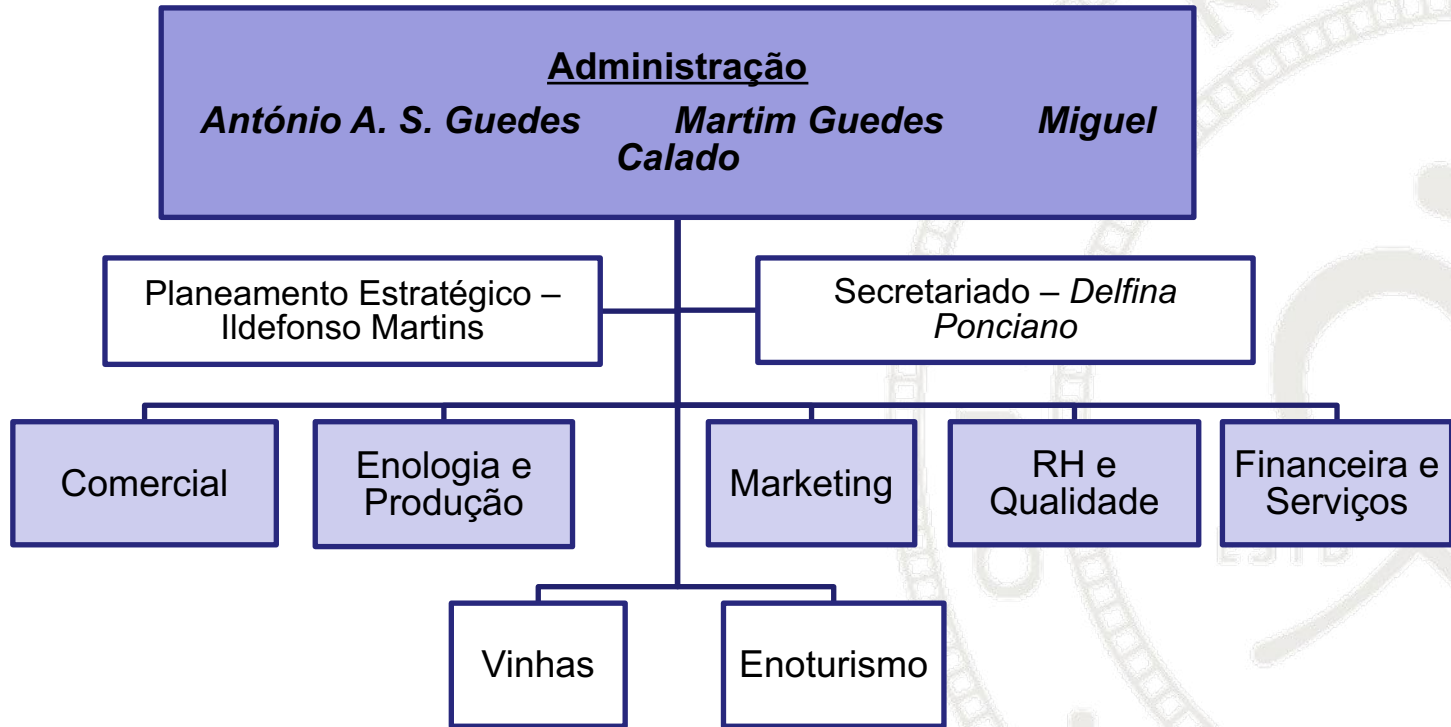 Administração
António A. S. Guedes Martim Guedes Miguel
Calado
Planeamento Estratégico –
Ildefonso Martins
Secretariado – Delfina
Ponciano
Comercial
Enologia e
Produção
Marketing
RH e
Qualidade
Financeira e
Serviços
Vinhas
Enoturismo